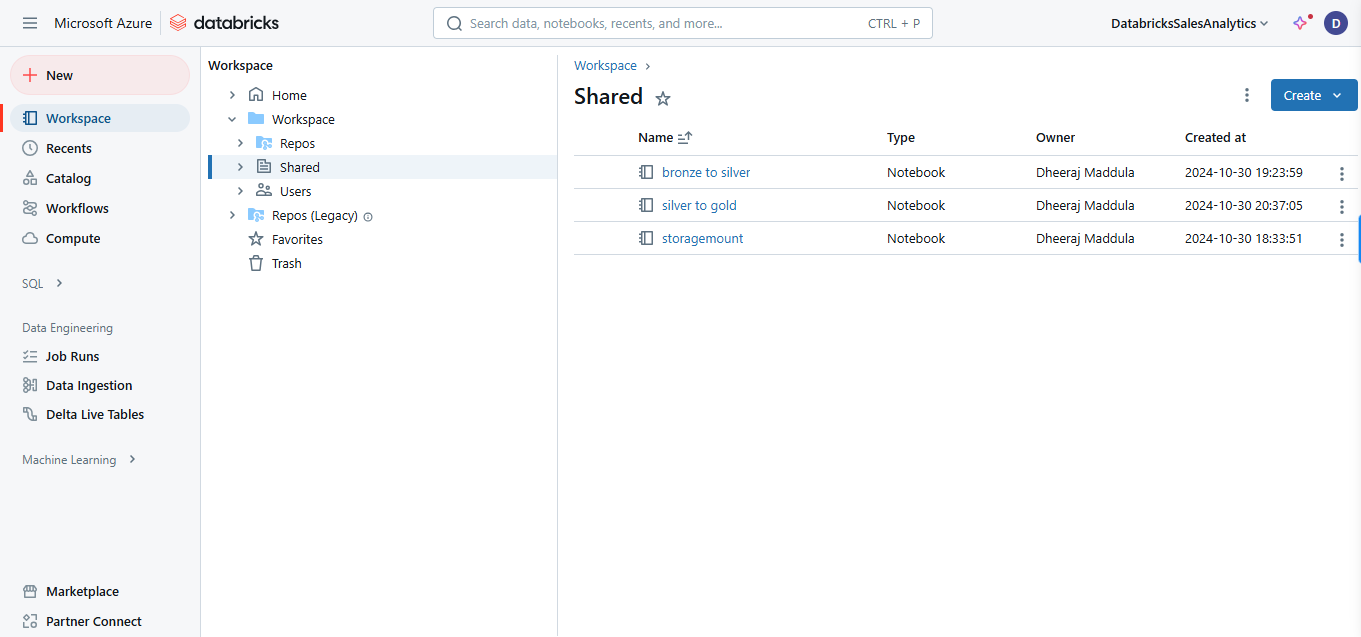 Microsoft Azure databricks Search data, notebooks, recents, and more... CTRL + P DatabricksSalesAnalytics D
New
Workspace
Recents
Catalog
Workflows
Compute
SQL
Data Engineering
Job Runs
Data Ingestion
Delta Live Tables
Machine Learning
Marketplace
Partner Connect
Workspace
Home
Workspace
Repos
Shared
Users
Repos (Legacy)
Favorites
Trash
Workspace
Shared
Create
Name Type Owner Created at
bronze to silver Notebook Dheeraj Maddula 2024-10-30 19:23:59
silver to gold Notebook Dheeraj Maddula 2024-10-30 20:37:05
storagemount Notebook Dheeraj Maddula 2024-10-30 18:33:51